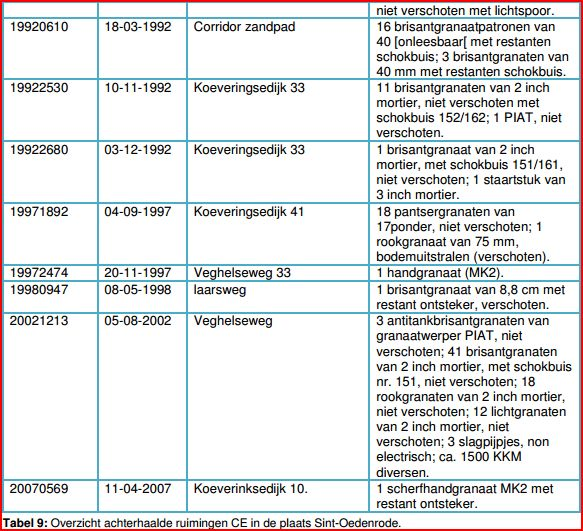 niet verschoten met lichtspoor.
19920610 18-03-1992 Corridor zandpad 16 brisantgranaatpatronen van
40 [onleesbaar[ met restanten
schokbuis; 3 brisantgranaten van
40 mm met restanten schokbuis.
19922530 10-11-1992 Koeveringsedijk 33 11 brisantgranaten van 2 inch
mortier, niet verschoten met
schokbuis 152/162; 1 PIAT, niet
verschoten.
19922680 03-12-1992 Koeveringsedijk 33 1 brisantgranaat van 2 inch
mortier, met schokbuis 151/161,
niet verschoten; 1 staartstuk van
3 inch mortier.
19971892 04-09-1997 Koeveringsedijk 41 18 pantsergranaten van
17ponder, niet verschoten; 1
rookgranaat van 75 mm,
bodemuitstralen (verschoten).
19972474 20-11-1997 Veghelseweg 33 1 handgranaat (MK2).
19980947 08-05-1998 laarsweg 1 brisantgranaat van 8,8 cm met
restant ontsteker, verschoten.
20021213 05-08-2002 Veghelseweg 3 antitankbrisantgranaten van
granaatwerper PIAT, niet
verschoten; 41 brisantgranaten
van 2 inch mortier, met schokbuis
nr. 151, niet verschoten; 18
rookgranaten van 2 inch mortier,
niet verschoten; 12 lichtgranaten
van 2 inch mortier, niet
verschoten; 3 slagpijpjes, non
electrisch; ca. 1500 KKM
diversen.
20070569 11-04-2007 Koeverinksedijk 10. 1 scherfhandgranaat MK2 met
restant ontsteker.
Tabel 9: Overzicht achterhaalde ruimingen CE in de plaats Sint-Oedenrode.